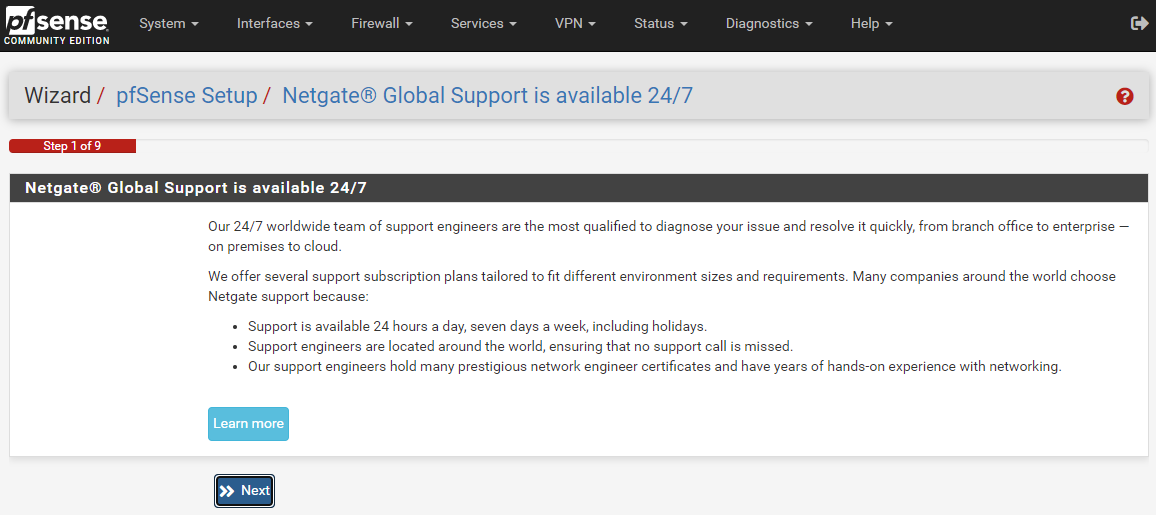 pfsense
COMMUNITY EDITION
System
Interfaces
Firewall
Services
VPN
Status
Diagnostics
Help
Wizard / pfSense Setup / Netgate® Global Support is available 24/7
?
Step 1 of 9
Netgate® Global Support is available 24/7
Our 24/7 worldwide team of support engineers are the most qualified to diagnose your issue and resolve it quickly, from branch office to enterprise —
on premises to cloud.
We offer several support subscription plans tailored to fit different environment sizes and requirements. Many companies around the world choose
Netgate support because:
• Support is available 24 hours a day, seven days a week, including holidays.
• Support engineers are located around the world, ensuring that no support call is missed.
• Our support engineers hold many prestigious network engineer certificates and have years of hands-on experience with networking.
Learn more
Next